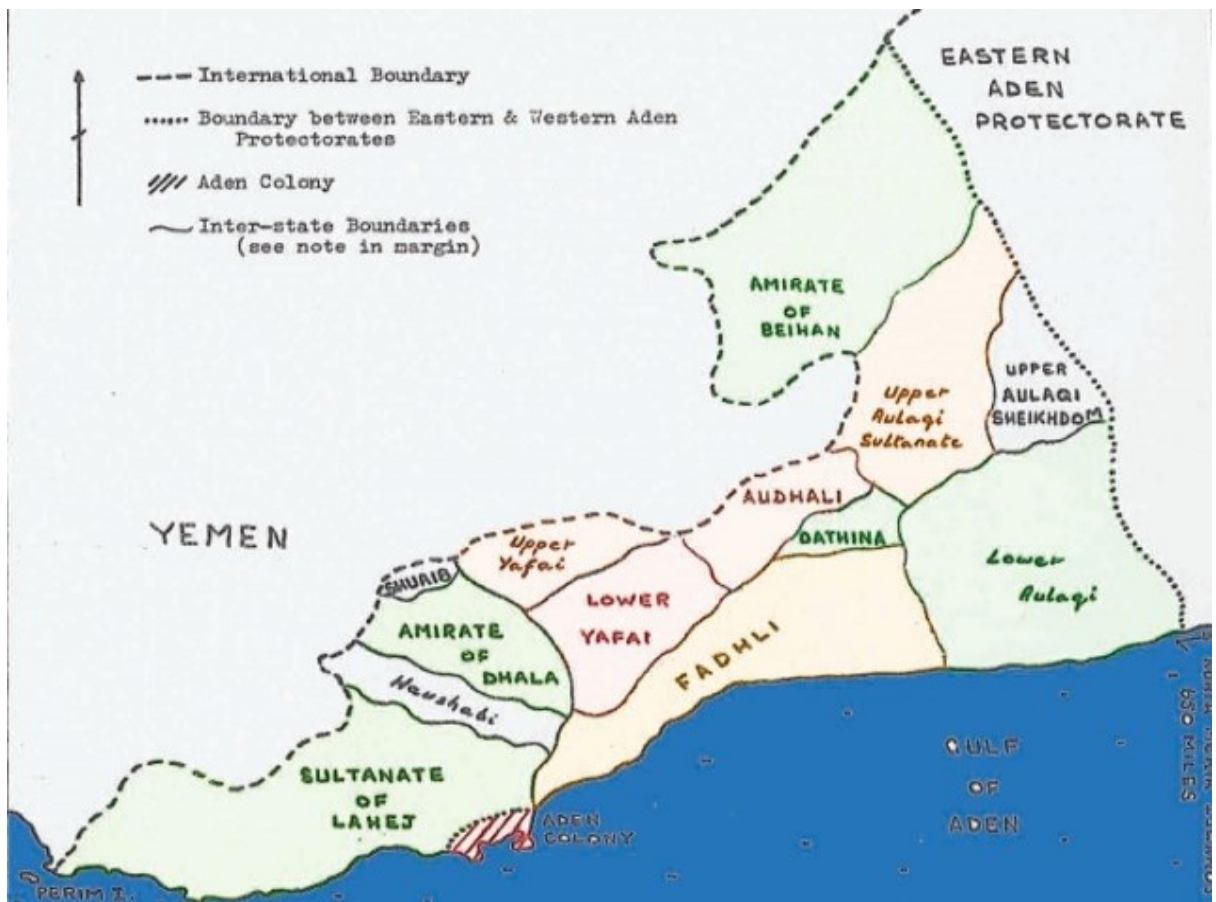 International Boundary
Boundary between Eastern & Western Aden
Protectorates
Aden Colony
Inter-state Boundaries
(see note in margin)
EASTERN
ADEN
PROTECTORATE
AMIRATE
OF
BEIHAN
UPPER
AULAQI
SHEIKHDOM
Upper
Aulaqi
Sultanate
AUDHALI
DATHINA
YEMEN
Upper
Yafai
SHUAIB
LOWER
YAFAI
Lower
Aulaqi
AMIRATE
OF
DHALA
FADHLI
Haushabi
SULTANATE
OF
LAHEJ
ADEN
COLONY
GULF
OF
ADEN
PERIM I.
650 MILES